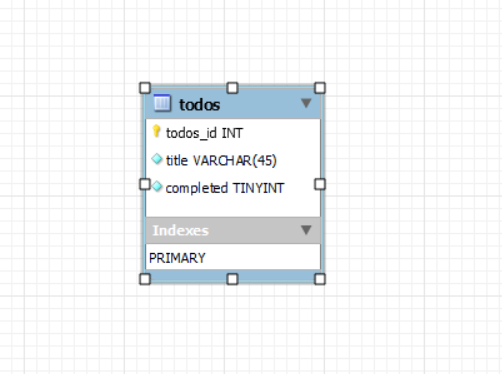 todos
todos_id INT
title VARCHAR(45)
completed TINYINT
Indexes
PRIMARY